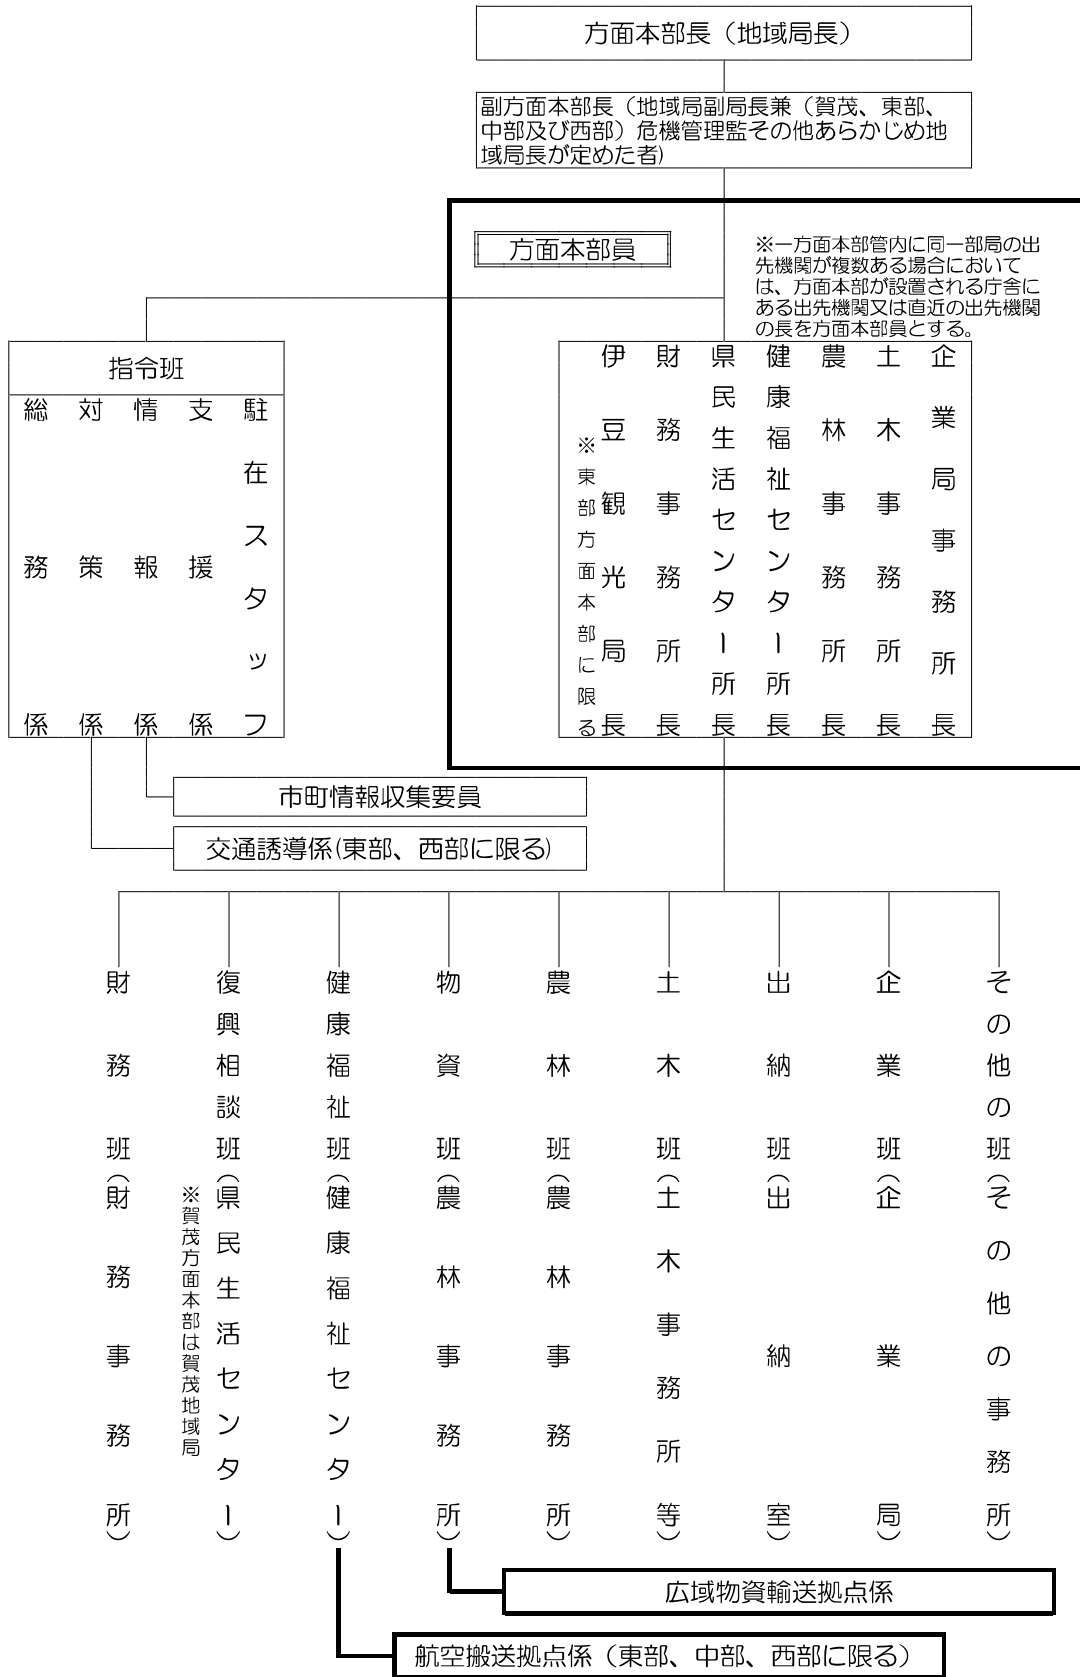 方面本部長（地域局長）
副方面本部長（地域局副局長兼（賀茂、東部、
中部及び西部）危機管理監その他あらかじめ地
域局長が定めた者)
方面本部員
※一方面本部管内に同一部局の出
先機関が複数ある場合において
は、方面本部が設置される庁舎に
ある出先機関又は直近の出先機関
の長を方面本部員とする。
指令班
総務係
対策係
情報係
支援係
駐在スタッフ
※東部方面本部に限る
伊豆観光局長
財務事務所長
県民生活センター所長
健康福祉センター所長
農林事務所長
土木事務所長
企業局事務所長
市町情報収集要員
交通誘導係(東部、西部に限る)
財務班（財務事務所）
※賀茂方面本部は賀茂地域局
復興相談班（県民生活センター）
健康福祉班（健康福祉センター）
物資班（農林事務所）
農林班（農林事務所）
土木班（土木事務所等）
出納班（出納室）
企業班（企業局）
その他の班（その他の事務所）
広域物資輸送拠点係
航空搬送拠点係（東部、中部、西部に限る）